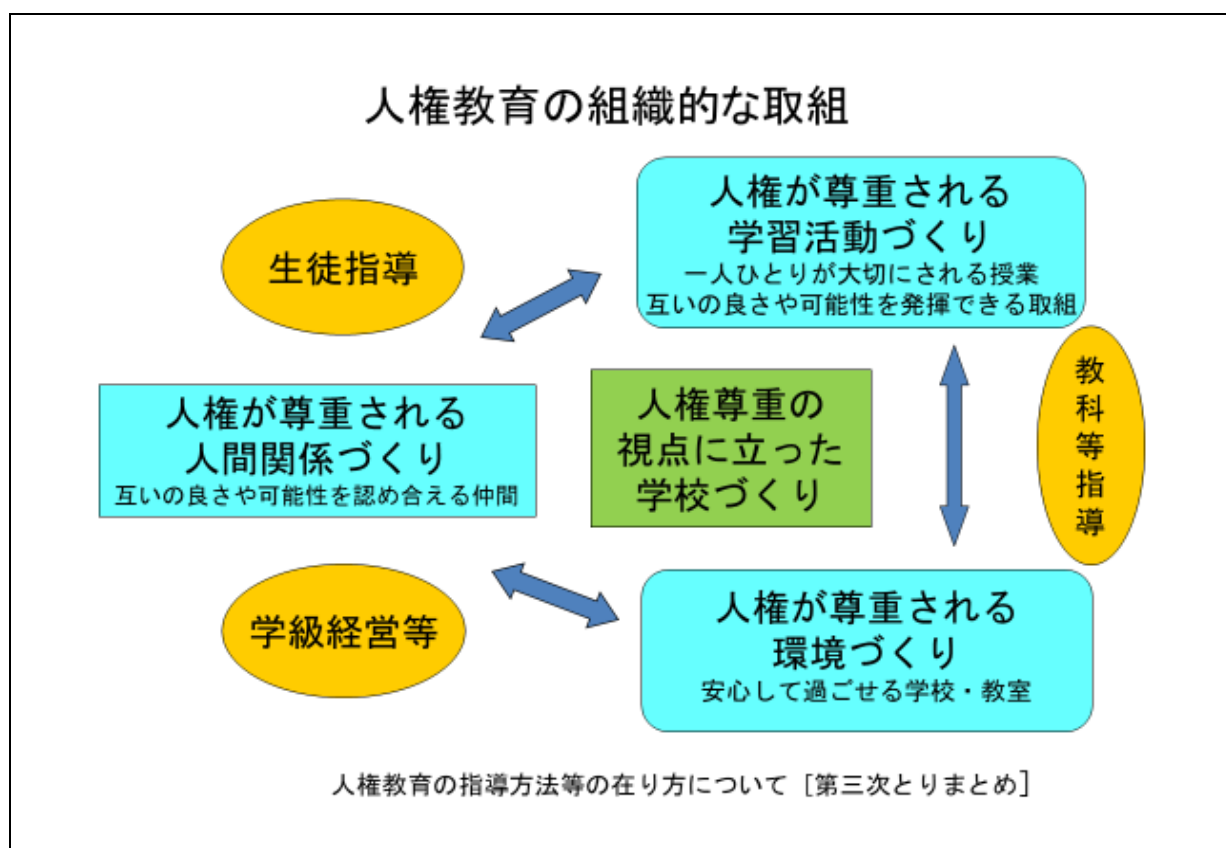 人権教育の組織的な取組
生徒指導
人権が尊重される
学習活動づくり
一人ひとりが大切にされる授業
互いの良さや可能性を発揮できる取組
人権が尊重される
人間関係づくり
互いの良さや可能性を認め合える仲間
人権尊重の
視点に立った
学校づくり
教科等指導
学級経営等
人権が尊重される
環境づくり
安心して過ごせる学校・教室
人権教育の指導方法等の在り方について［第三次とりまとめ］